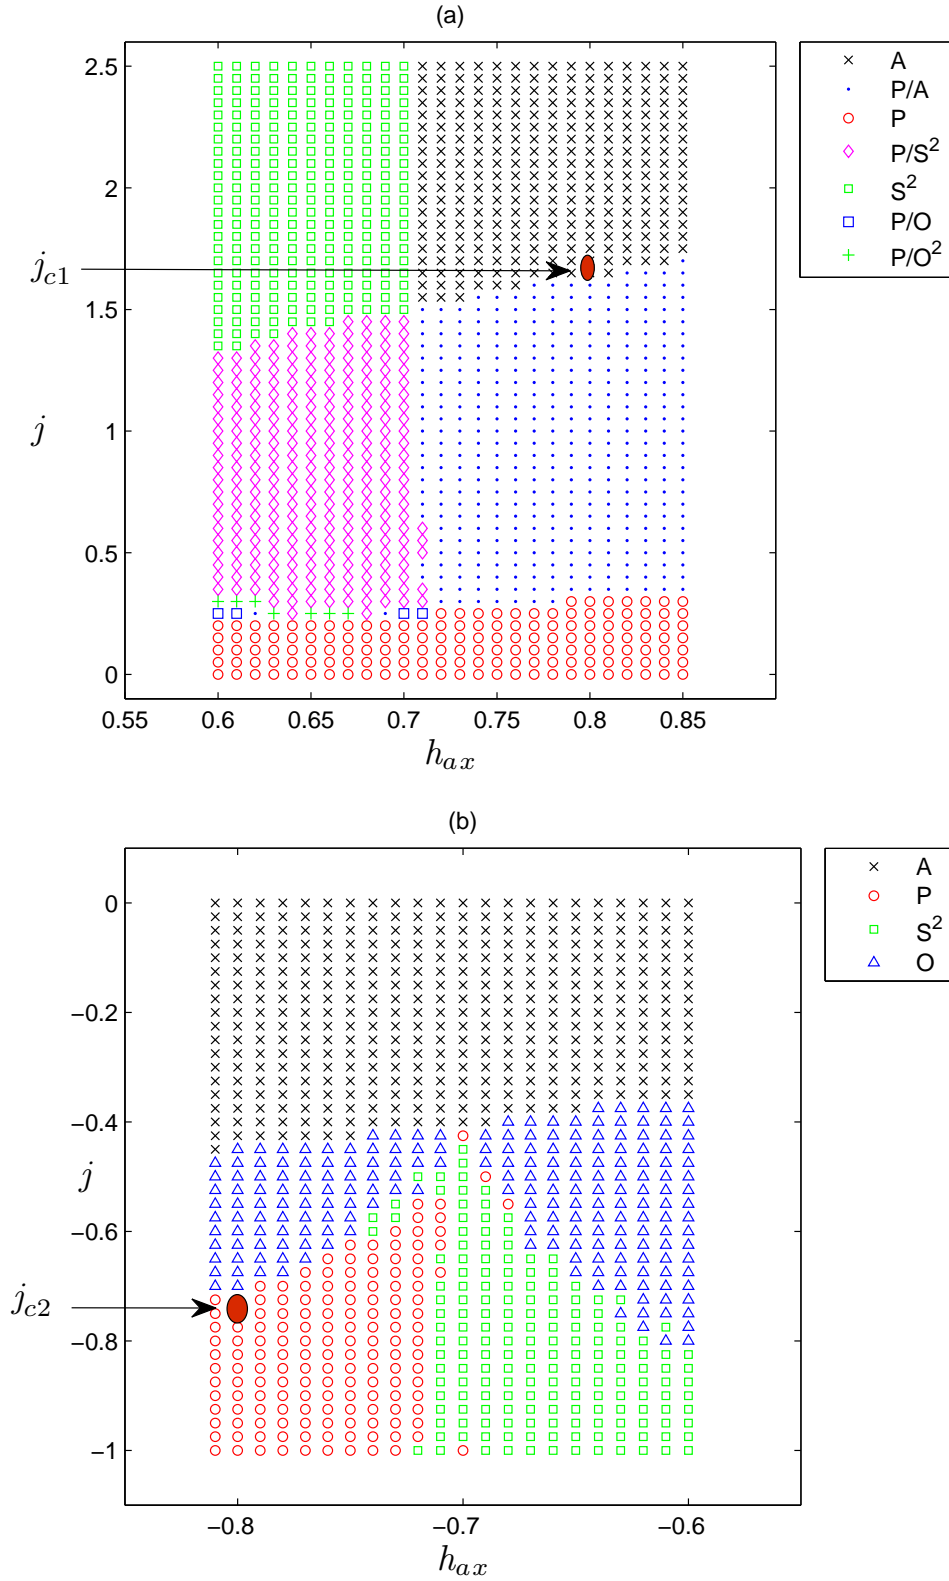 (a)
2.5
2
1.5
1
0.5
0
0.55 0.6 0.65 0.7 0.75 0.8 0.85
j
h_{ax}
j_{c1}
A
P/A
P
P/S^2
S^2
P/O
P/O^2
(b)
0
−0.2
−0.4
−0.6
−0.8
−1
−0.8 −0.7 −0.6
j
h_{ax}
j_{c2}
A
P
S^2
O